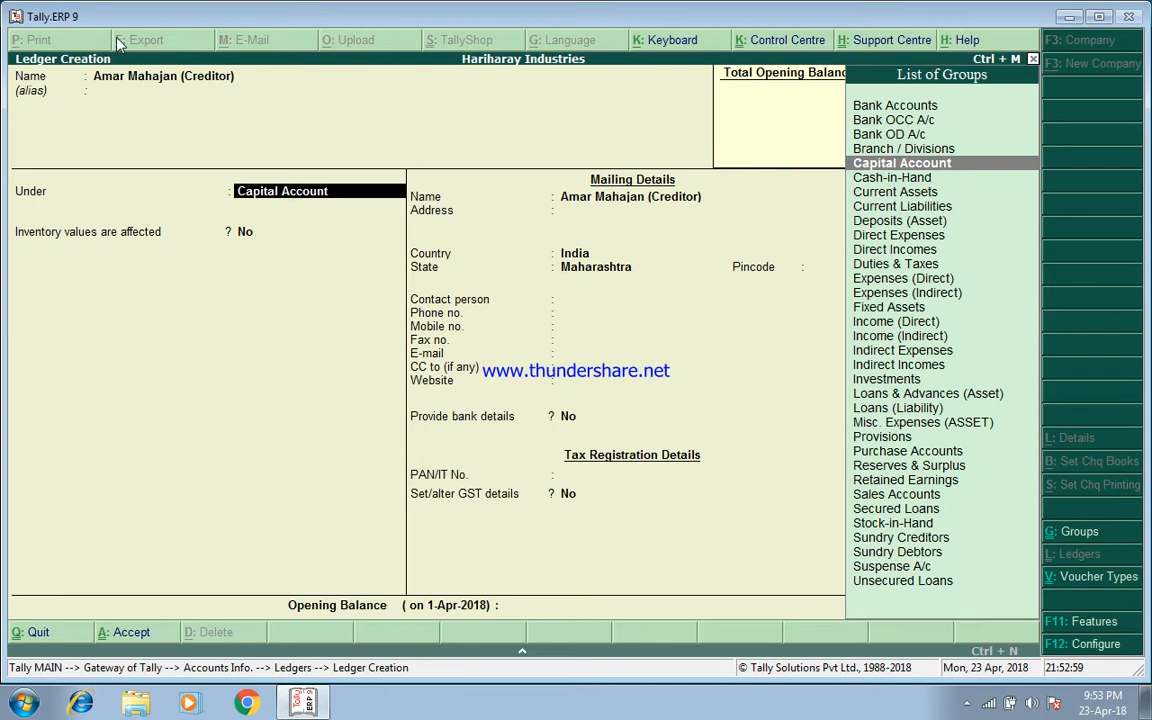 Tally.ERP 9
P: Print
E: Export
M: E-Mail
O: Upload
S: TallyShop
G: Language
K: Keyboard
K: Control Centre
H: Support Centre
H: Help
F3: Company
Ledger Creation
Hariharay Industries
Ctrl + M
F3: New Company
Name : Amar Mahajan (Creditor)
(alias) :
Total Opening Balanc
List of Groups
Bank Accounts
Bank OCC A/c
Bank OD A/c
Branch / Divisions
Capital Account
Cash-in-Hand
Current Assets
Current Liabilities
Deposits (Asset)
Direct Expenses
Direct Incomes
Duties & Taxes
Expenses (Direct)
Expenses (Indirect)
Fixed Assets
Income (Direct)
Income (Indirect)
Indirect Expenses
Indirect Incomes
Investments
Loans & Advances (Asset)
Loans (Liability)
Misc. Expenses (ASSET)
Provisions
Purchase Accounts
Reserves & Surplus
Retained Earnings
Sales Accounts
Secured Loans
Stock-in-Hand
Sundry Creditors
Sundry Debtors
Suspense A/c
Unsecured Loans
Under : Capital Account
Inventory values are affected ? No
Mailing Details
Name : Amar Mahajan (Creditor)
Address :
Country : India
State : Maharashtra Pincode :
Contact person :
Phone no. :
Mobile no. :
Fax no. :
E-mail :
CC to (if any) :
www.thundershare.net
Website :
Provide bank details ? No
Tax Registration Details
PAN/IT No. :
Set/alter GST details ? No
Opening Balance ( on 1-Apr-2018) :
L: Details
B: Set Chq Books
S: Set Chq Printing
G: Groups
L: Ledgers
V: Voucher Types
F11: Features
F12: Configure
Q: Quit
A: Accept
D: Delete
Ctrl + N
Tally MAIN --> Gateway of Tally --> Accounts Info. --> Ledgers --> Ledger Creation
© Tally Solutions Pvt Ltd., 1988-2018
Mon, 23 Apr, 2018
21:52:59
9:53 PM
23-Apr-18